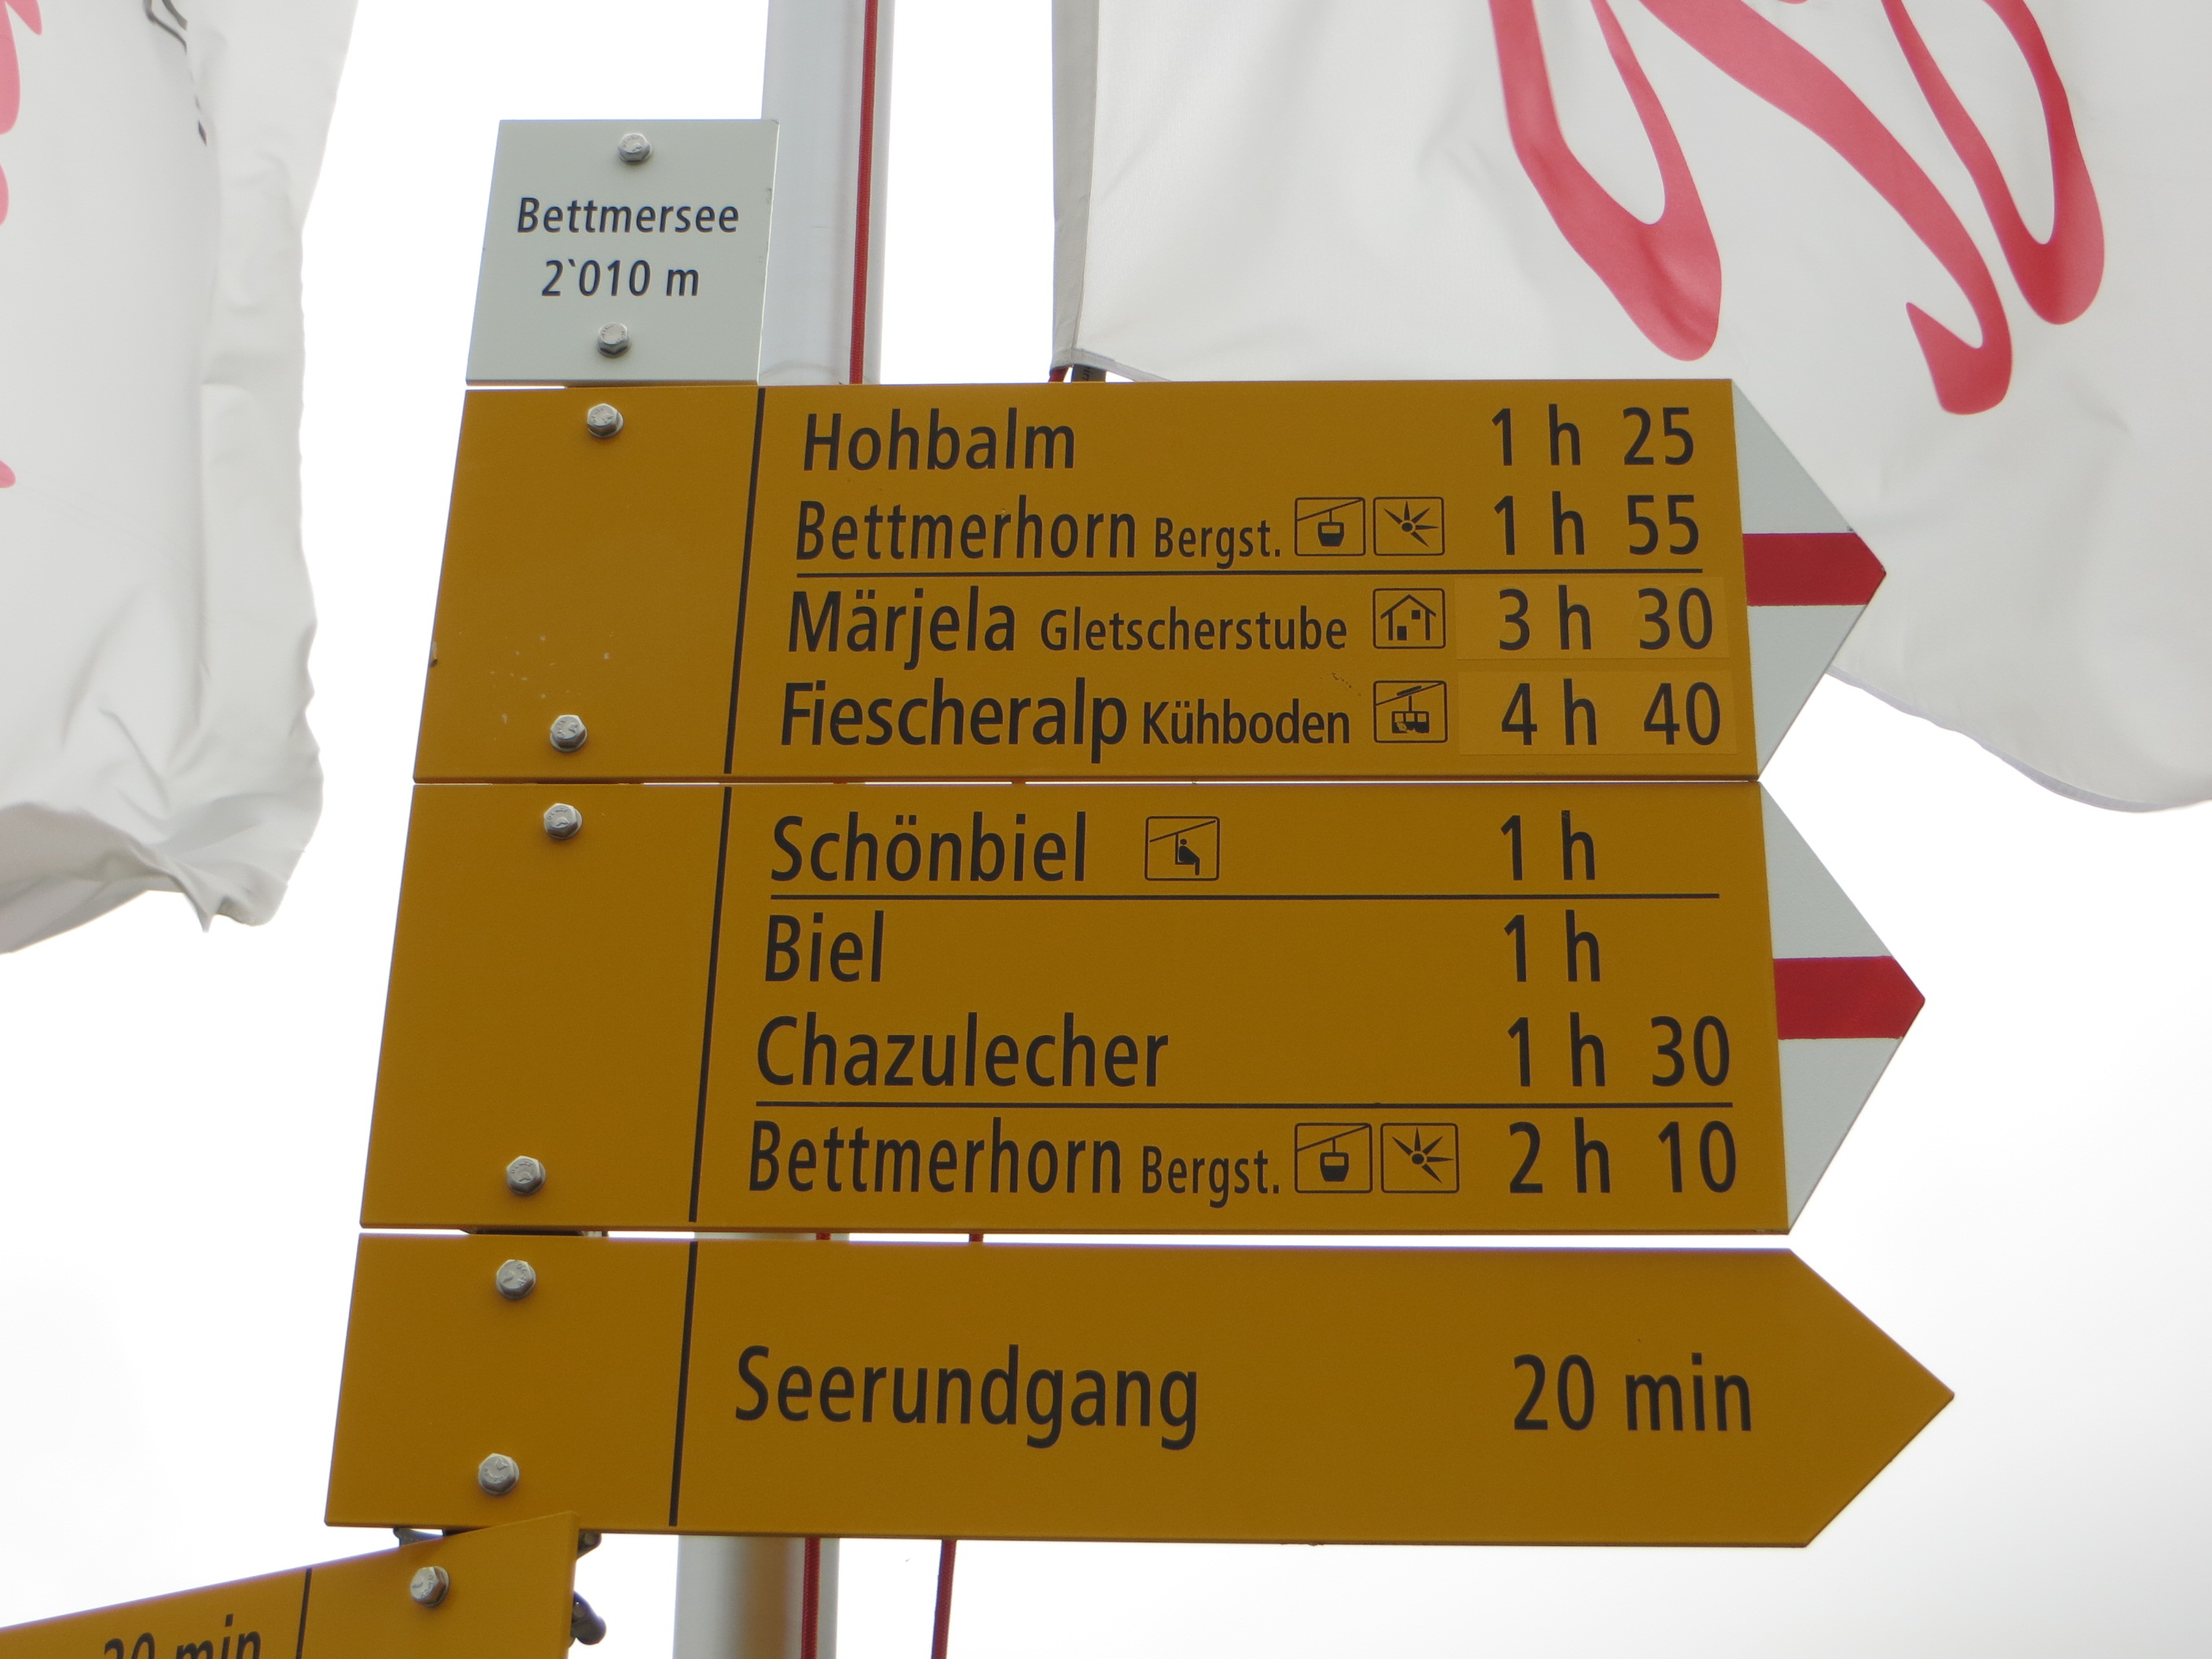 Bettmersee
2`010 m
Hohbalm 1 h 25
Bettmerhorn Bergst. 1 h 55
Märjela Gletscherstube 3 h 30
Fiescheralp Kühboden 4 h 40
Schönbiel 1 h
Biel 1 h
Chazulecher 1 h 30
Bettmerhorn Bergst. 2 h 10
Seerundgang 20 min
min